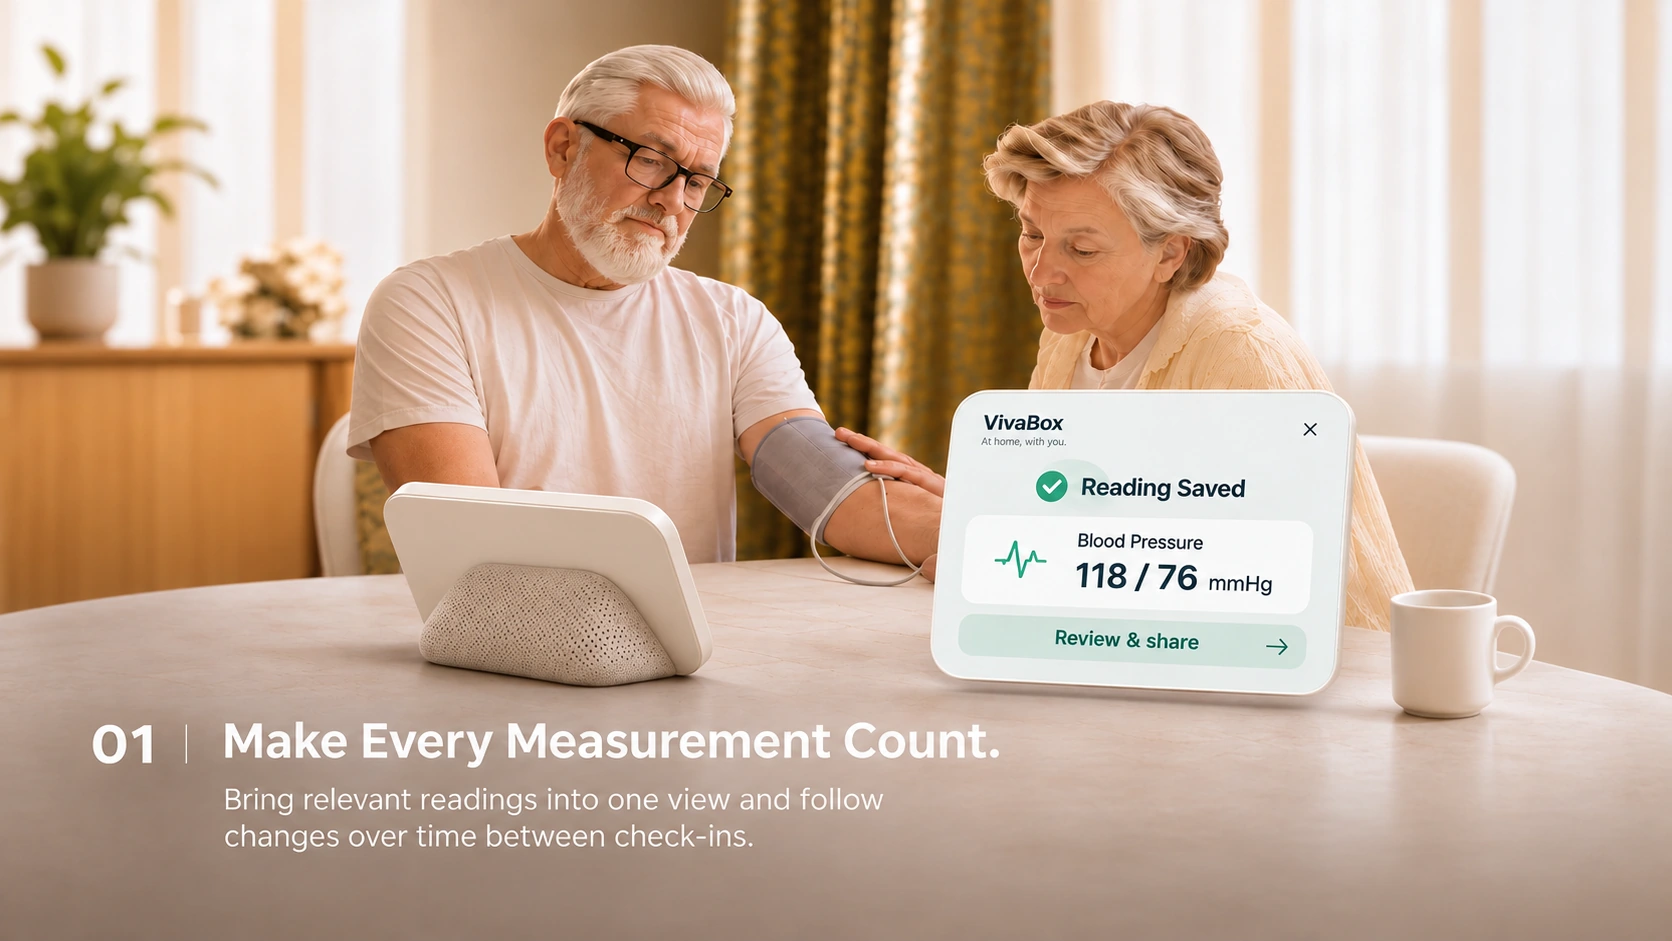 VivaBox
At home, with you.
Reading Saved
Blood Pressure
118 / 76 mmHg
Review & share
01
Make Every Measurement Count.
Bring relevant readings into one view and follow
changes over time between check-ins.